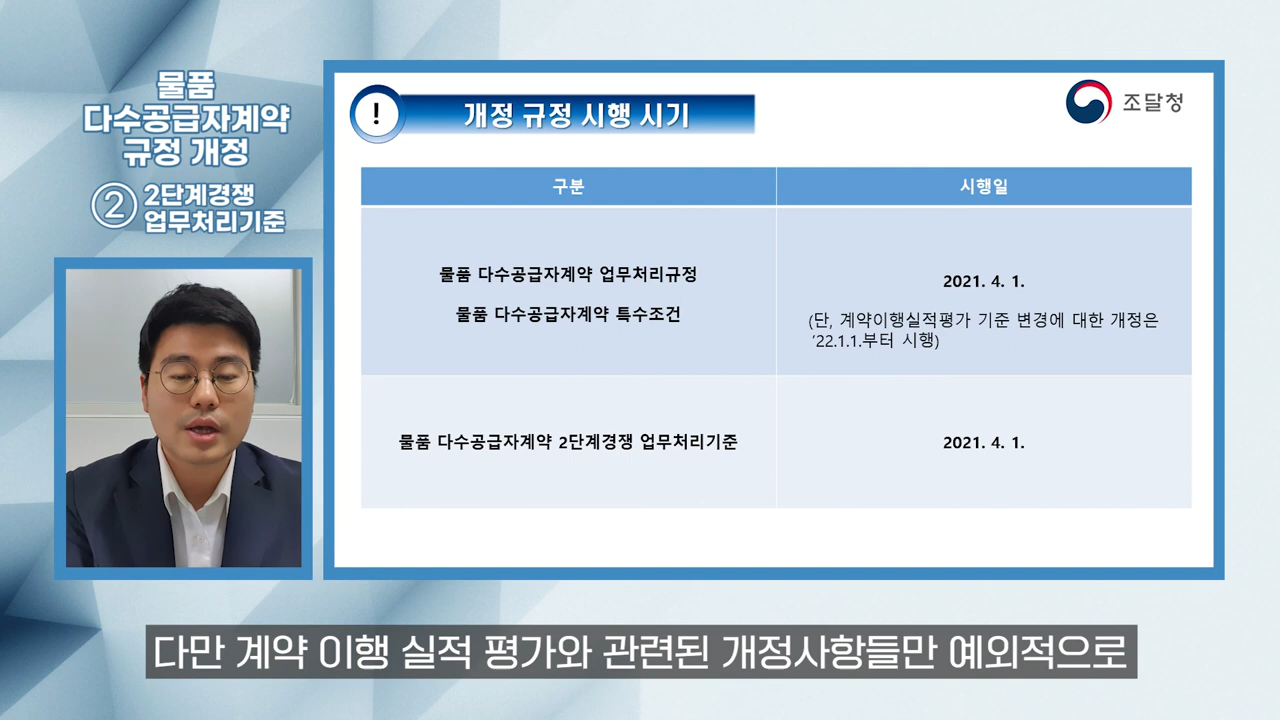 물품
다수공급자계약
규정 개정
② 2단계경쟁
업무처리기준
! 개정 규정 시행 시기
조달청
구분
시행일
물품 다수공급자계약 업무처리규정
물품 다수공급자계약 특수조건
2021. 4. 1.
(단, 계약이행실적평가 기준 변경에 대한 개정은
'22.1.1.부터 시행)
물품 다수공급자계약 2단계경쟁 업무처리기준
2021. 4. 1.
다만 계약 이행 실적 평가와 관련된 개정사항들만 예외적으로